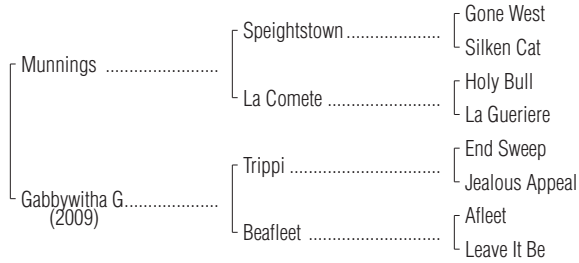 Gone West
Speightstown ......................
Silken Cat
Munnings ..........................
Holy Bull
La Comete ..........................
La Gueriere
End Sweep
Trippi ...................................
Jealous Appeal
Gabbywitha G......................
(2009)
Afleet
Beafleet ..............................
Leave It Be